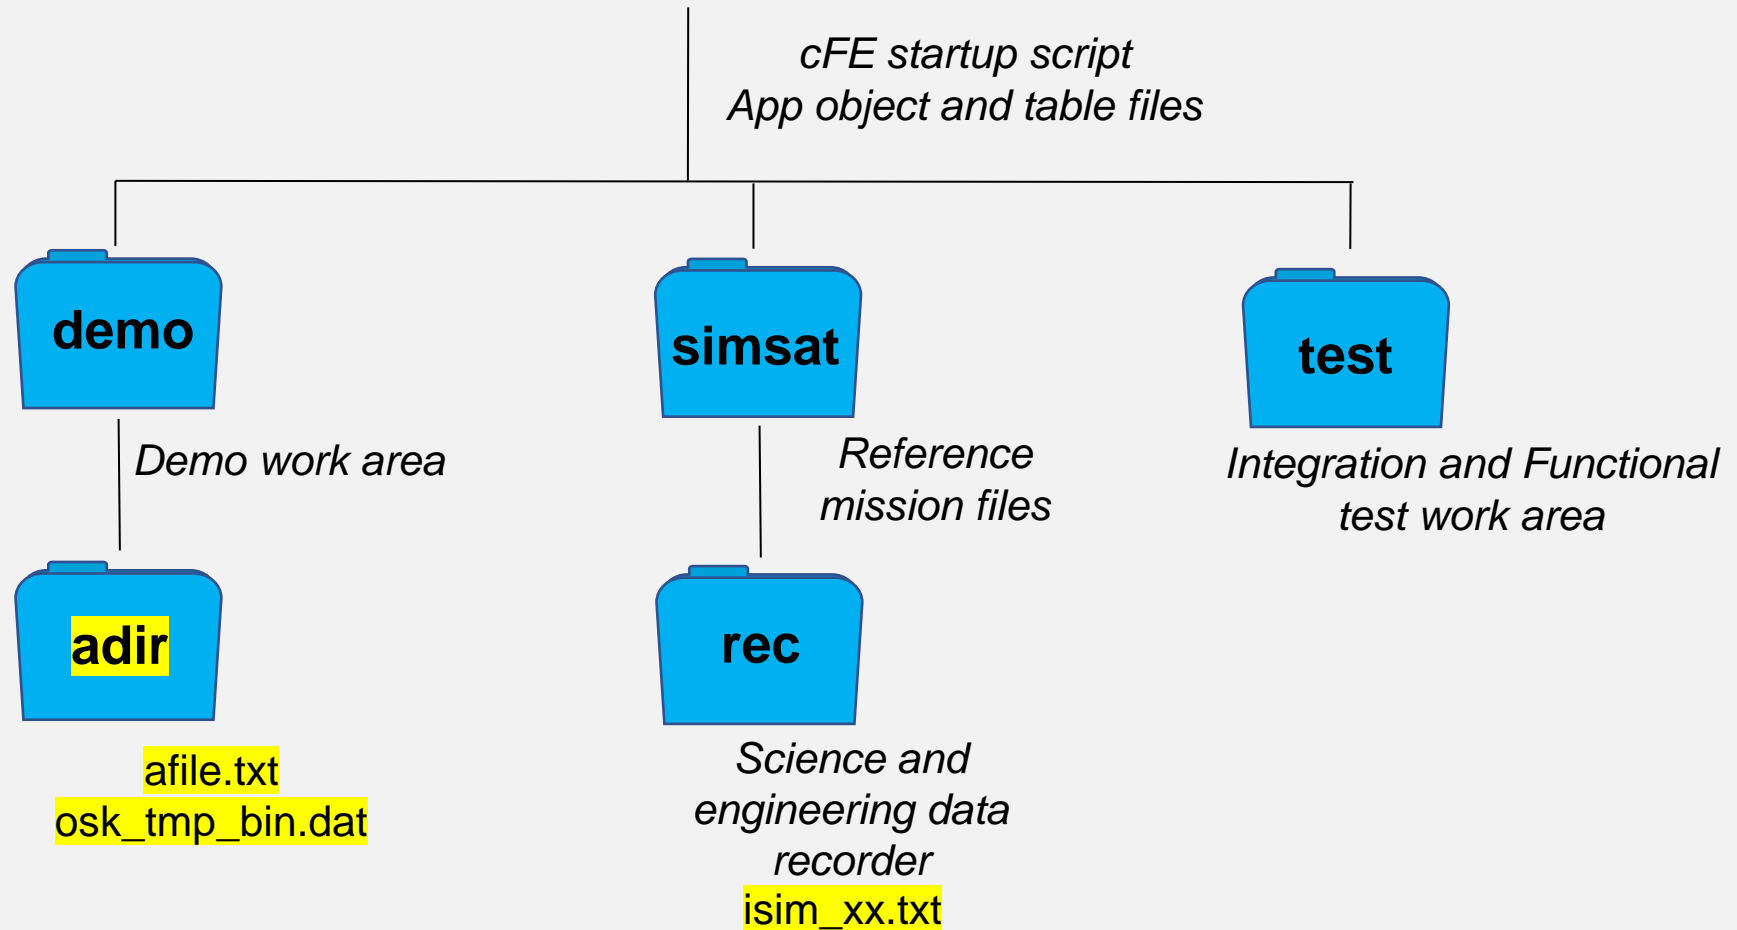 cFE startup script
App object and table files
demo
simsat
test
Demo work area
Reference
mission files
Integration and Functional
test work area
adir
rec
afile.txt
osk_tmp_bin.dat
Science and
engineering data
recorder
isim_xx.txt